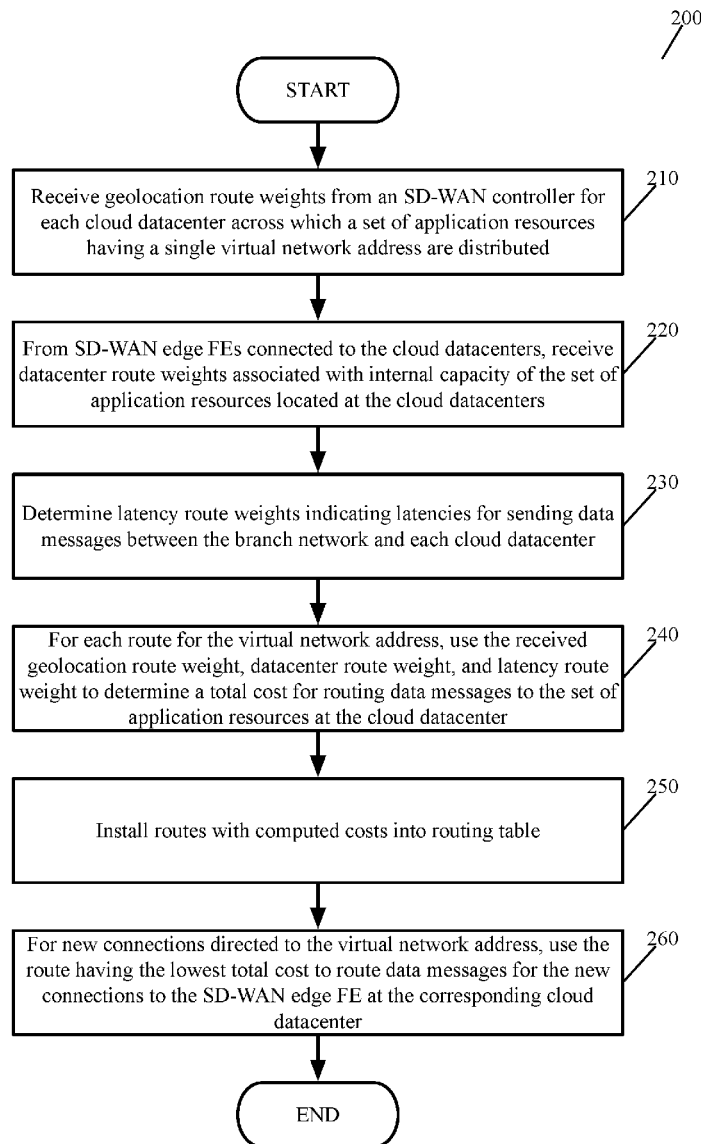 200
START
210
Receive geolocation route weights from an SD-WAN controller for
each cloud datacenter across which a set of application resources
having a single virtual network address are distributed
220
From SD-WAN edge FEs connected to the cloud datacenters, receive
datacenter route weights associated with internal capacity of the set of
application resources located at the cloud datacenters
230
Determine latency route weights indicating latencies for sending data
messages between the branch network and each cloud datacenter
240
For each route for the virtual network address, use the received
geolocation route weight, datacenter route weight, and latency route
weight to determine a total cost for routing data messages to the set of
application resources at the cloud datacenter
250
Install routes with computed costs into routing table
260
For new connections directed to the virtual network address, use the
route having the lowest total cost to route data messages for the new
connections to the SD-WAN edge FE at the corresponding cloud
datacenter
END